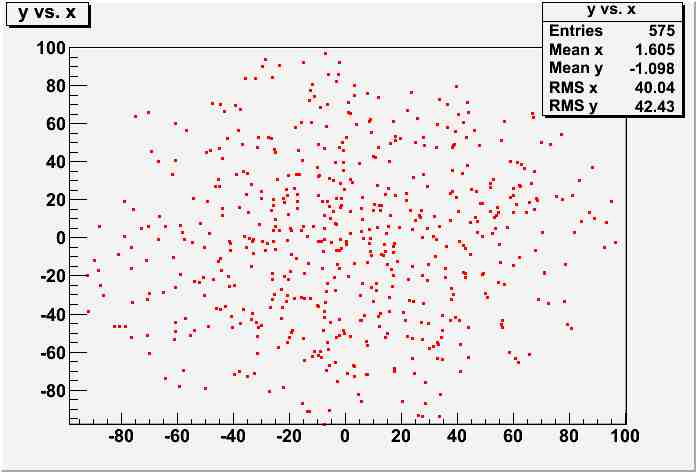 y vs. x
y vs. x
Entries 575
Mean x 1.605
Mean y -1.098
RMS x 40.04
RMS y 42.43
100
80
60
40
20
0
-20
-40
-60
-80
-80 -60 -40 -20 0 20 40 60 80 100